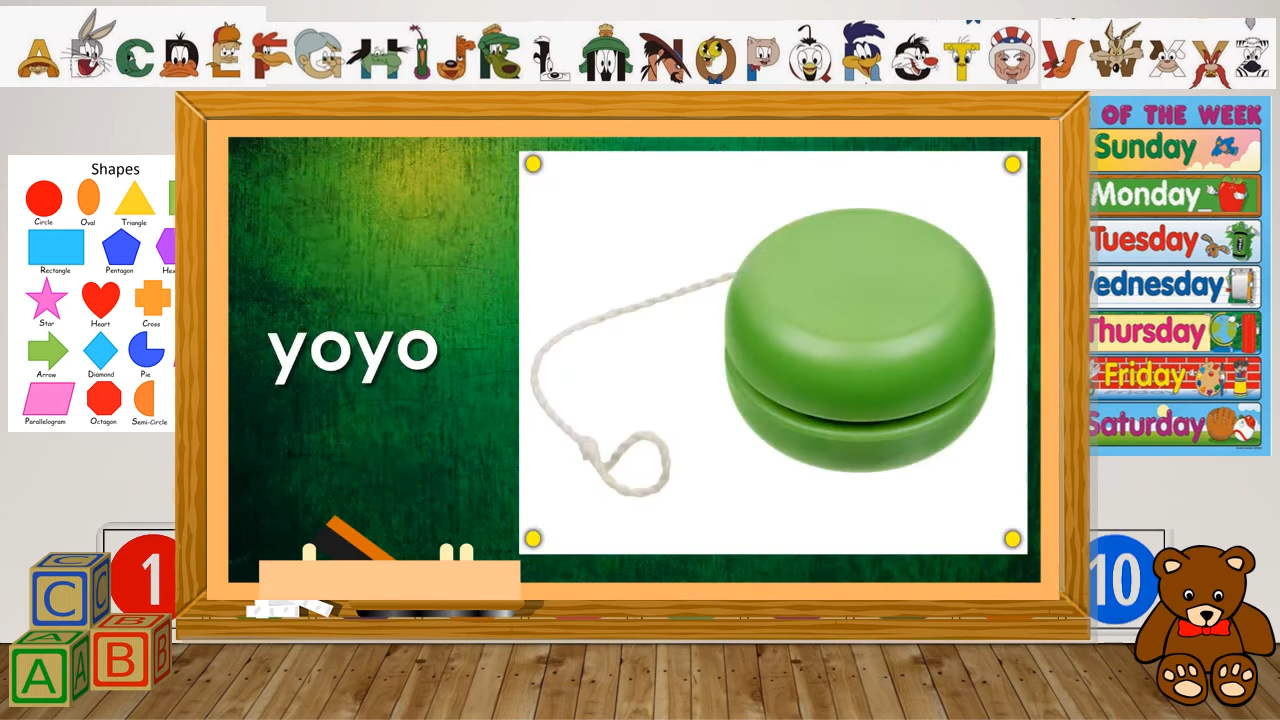 A B C D E F G H I J K L M N O P Q R S T U V W X Y Z
Shapes
Circle Oval Triangle
Rectangle Pentagon Hex
Star Heart Cross
Arrow Diamond Pie
Parallelogram Octagon Semi-Circle
yoyo
OF THE WEEK
Sunday
Monday
Tuesday
Wednesday
Thursday
Friday
Saturday
1
10
C
A B
B